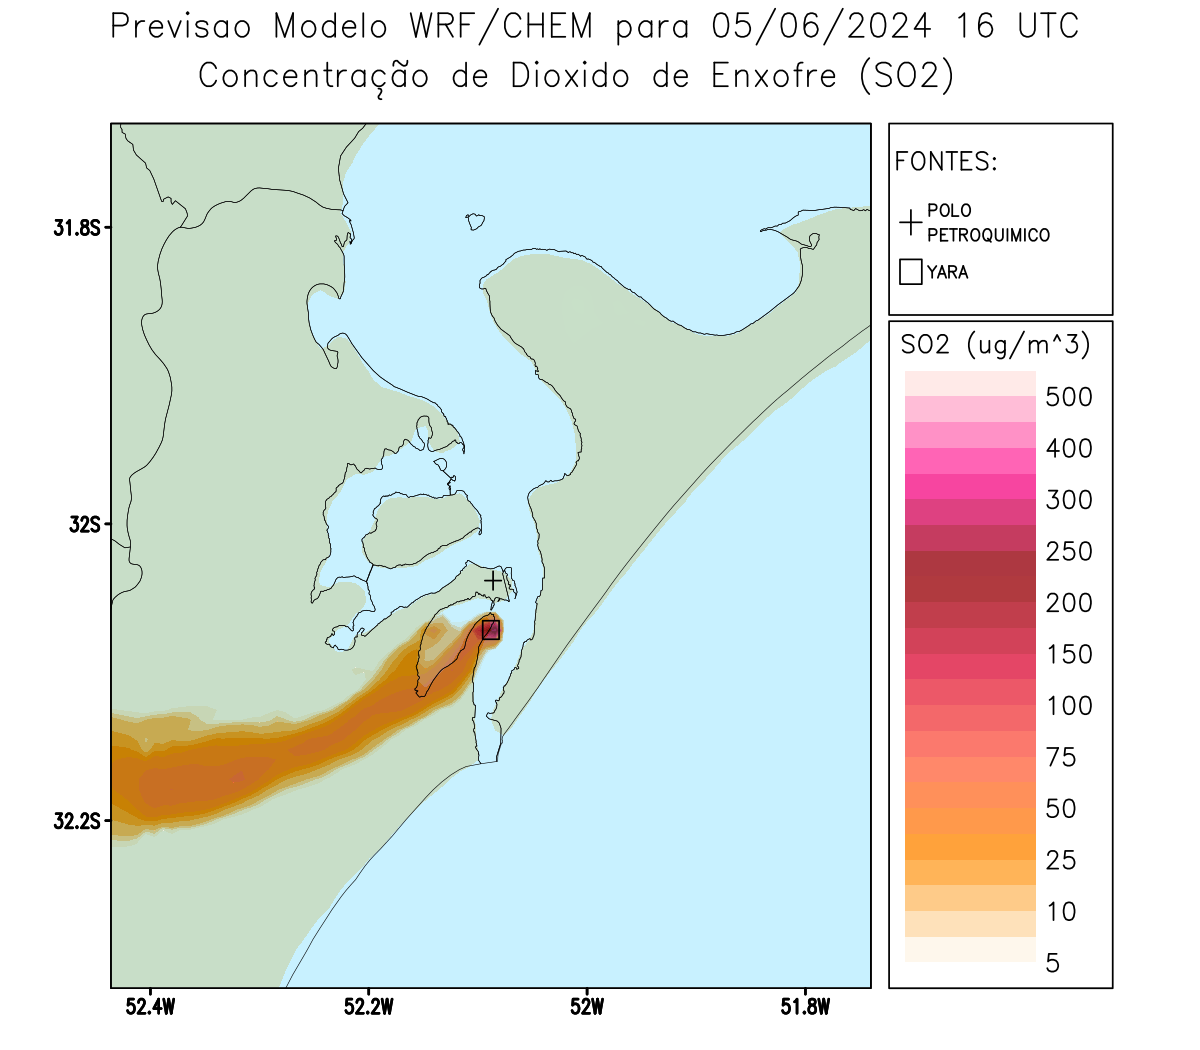 Previsao Modelo WRF/CHEM para 05/06/2024 16 UTC
Concentração de Dioxido de Enxofre (SO2)
FONTES:
POLO
PETROQUIMICO
YARA
SO2 (ug/m^3)
500
400
300
250
200
150
100
75
50
25
10
5
31.8S
32S
32.2S
52.4W
52.2W
52W
51.8W